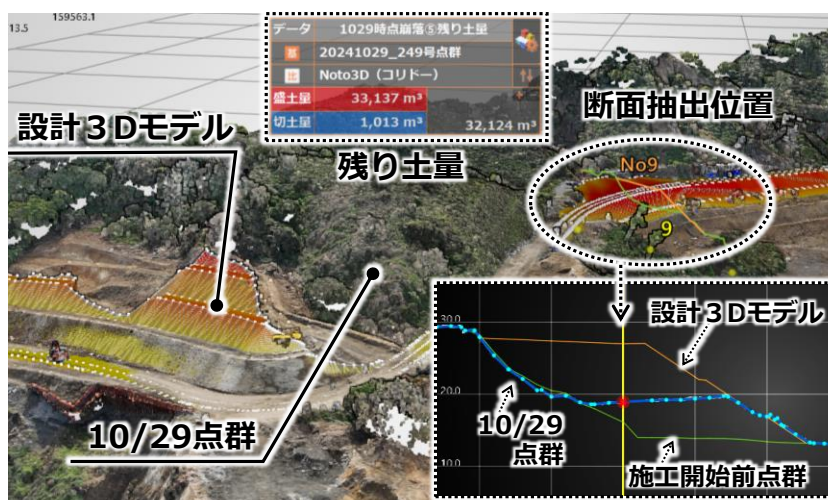 13.5
159563.1
データ 1029時点崩落⑤残り土量
基 20241029_249号点群
比 Noto3D（コリドー）
盛土量 33,137 m³
切土量 1,013 m³ 32,124 m³
残り土量
設計３Dモデル
断面抽出位置
No9
9
10/29点群
30.0
20.0
10.0
設計３Dモデル
10/29
点群
施工開始前点群